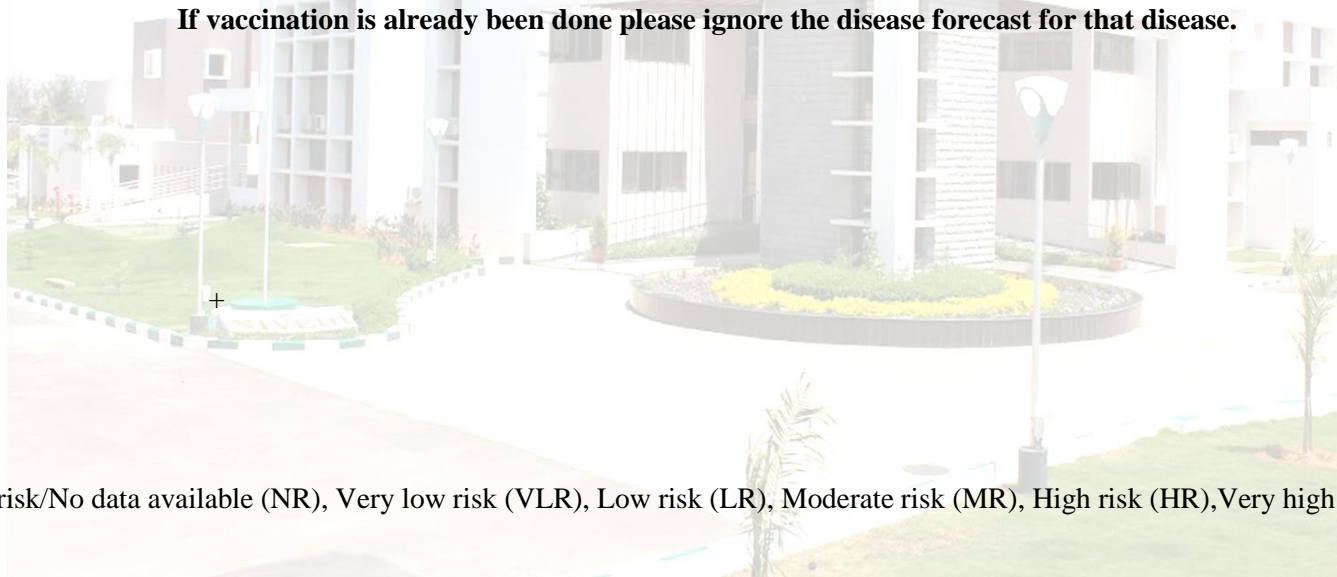 If vaccination is already been done please ignore the disease forecast for that disease.
+
NIVEDI
risk/No data available (NR), Very low risk (VLR), Low risk (LR), Moderate risk (MR), High risk (HR),Very high